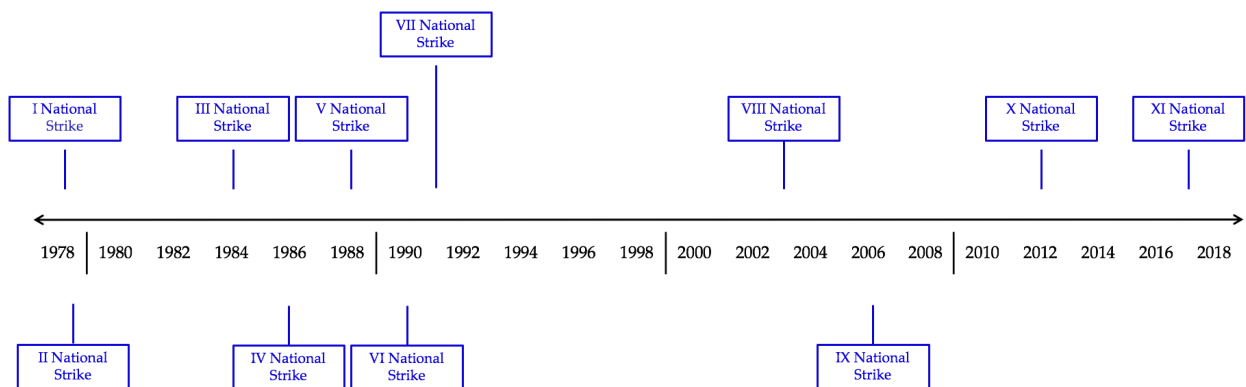 VII National
Strike
I National
Strike
III National
Strike
V National
Strike
VIII National
Strike
X National
Strike
XI National
Strike
1978 1980 1982 1984 1986 1988 1990 1992 1994 1996 1998 2000 2002 2004 2006 2008 2010 2012 2014 2016 2018
II National
Strike
IV National
Strike
VI National
Strike
IX National
Strike